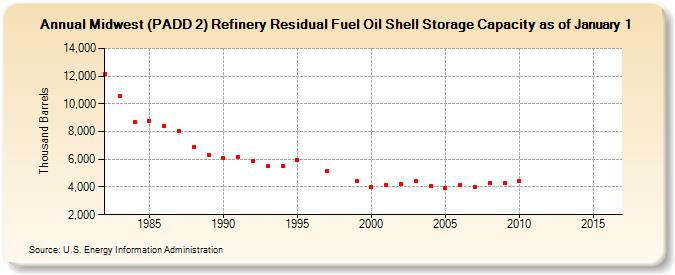 Annual Midwest (PADD 2) Refinery Residual Fuel Oil Shell Storage Capacity as of January 1
Thousand Barrels
14,000
12,000
10,000
8,000
6,000
4,000
2,000
1985 1990 1995 2000 2005 2010 2015
Source: U.S. Energy Information Administration